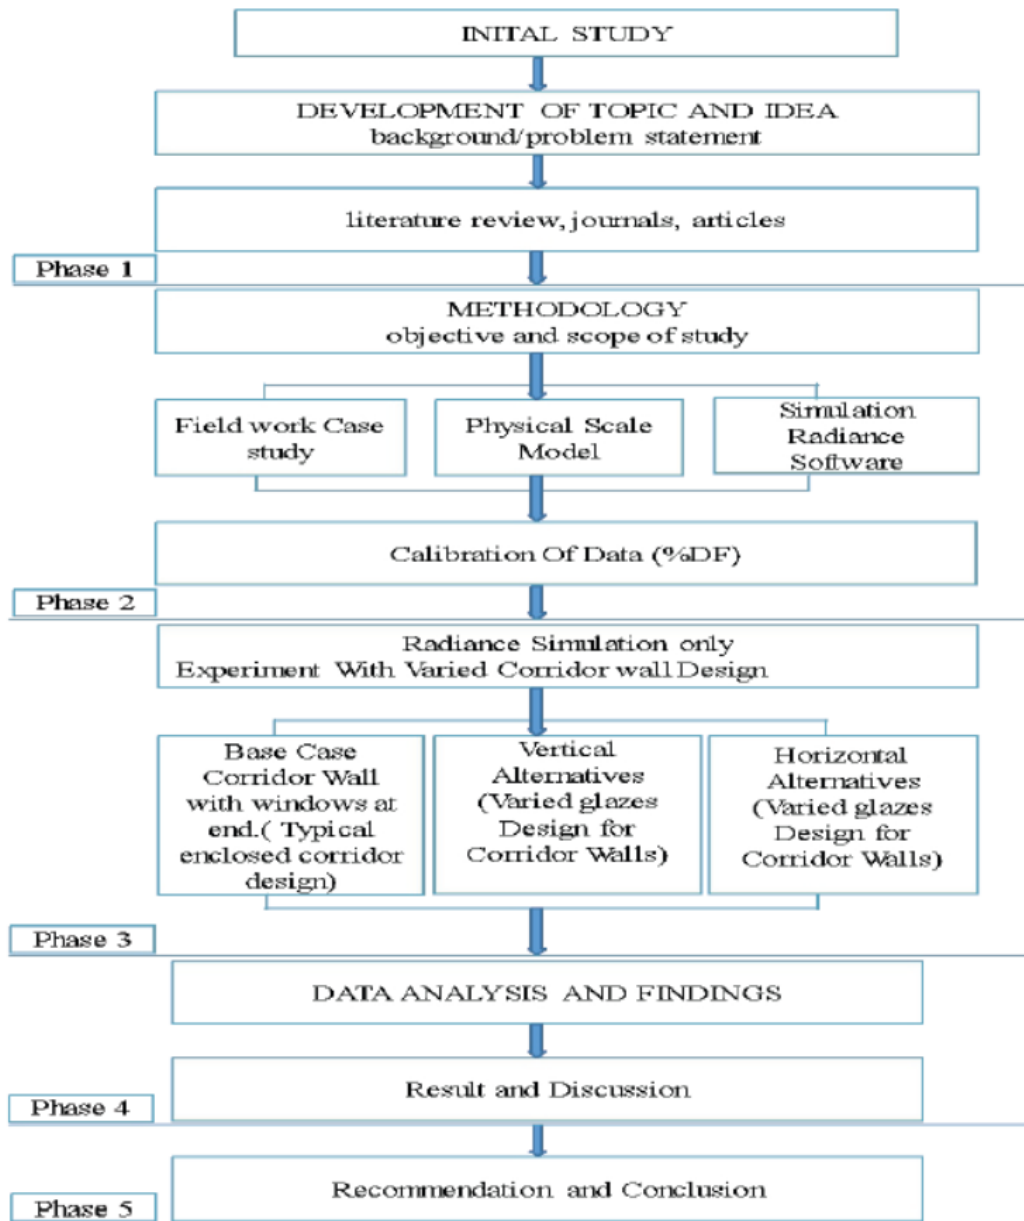 INITAL STUDY
DEVELOPMENT OF TOPIC AND IDEA
background/problem statement
literature review, journals, articles
Phase 1
METHODOLOGY
objective and scope of study
Field work Case
study
Physical Scale
Model
Simulation
Radiance
Software
Calibration Of Data (%DF)
Phase 2
Radiance Simulation only
Experiment With Varied Corridor wall Design
Base Case
Corridor Wall
with windows at
end.( Typical
enclosed corridor
design)
Vertical
Alternatives
(Varied glazes
Design for
Corridor Walls)
Horizontal
Alternatives
(Varied glazes
Design for
Corridor Walls)
Phase 3
DATA ANALYSIS AND FINDINGS
Result and Discussion
Phase 4
Recommendation and Conclusion
Phase 5